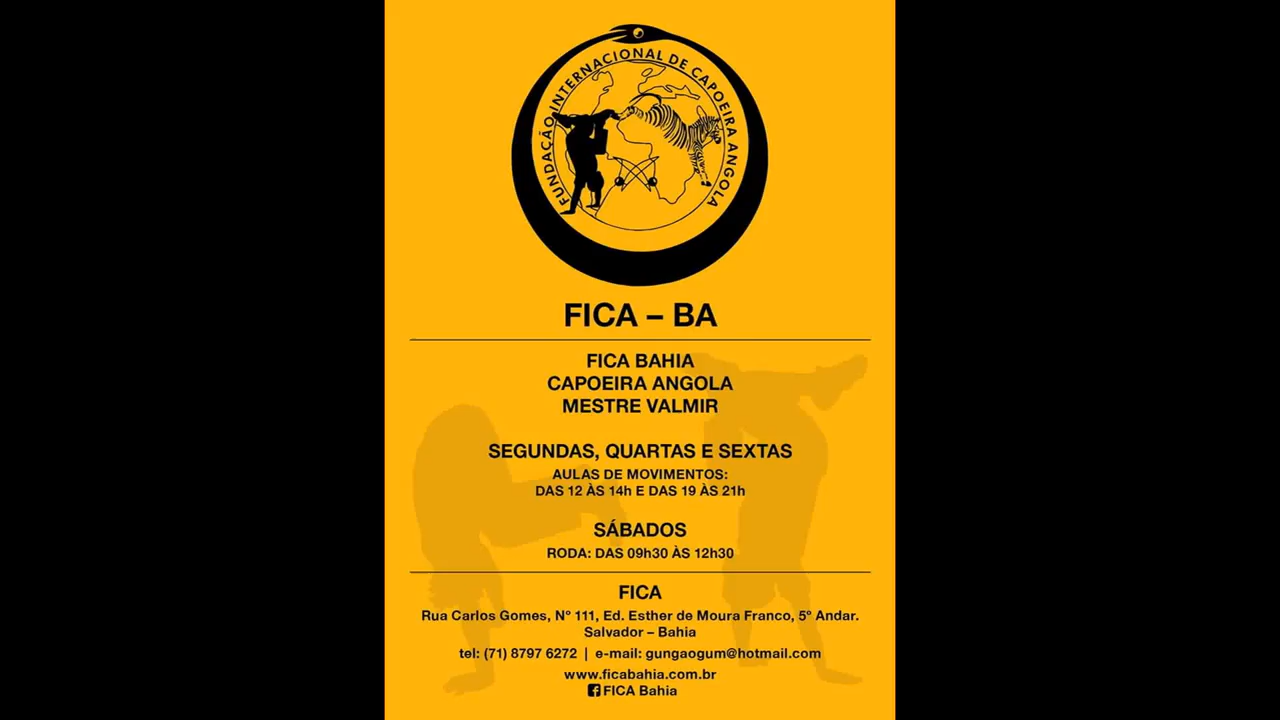 FUNDAÇÃO INTERNACIONAL DE CAPOEIRA ANGOLA
FICA – BA
FICA BAHIA
CAPOEIRA ANGOLA
MESTRE VALMIR
SEGUNDAS, QUARTAS E SEXTAS
AULAS DE MOVIMENTOS:
DAS 12 ÀS 14h E DAS 19 ÀS 21h
SÁBADOS
RODA: DAS 09h30 ÀS 12h30
FICA
Rua Carlos Gomes, Nº 111, Ed. Esther de Moura Franco, 5º Andar.
Salvador – Bahia
tel: (71) 8797 6272 | e-mail: gungaogum@hotmail.com
www.ficabahia.com.br
FICA Bahia